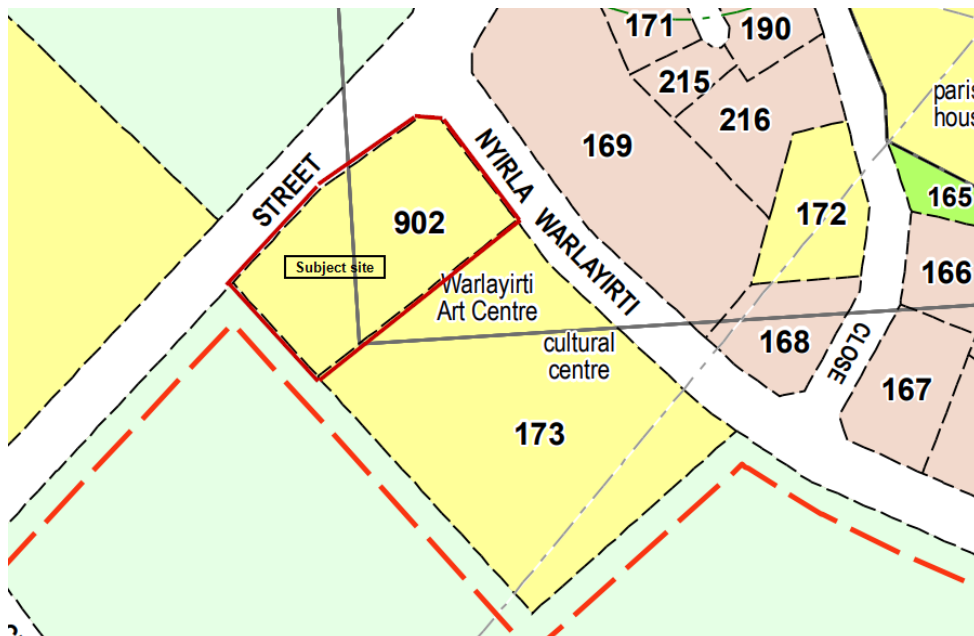 171
190
215
216
169
paris
hous
STREET
NYIRLA WARLAYIRTI
902
172
165
Subject site
Warlayirti
Art Centre
166
cultural
centre
168
CLOSE
167
173